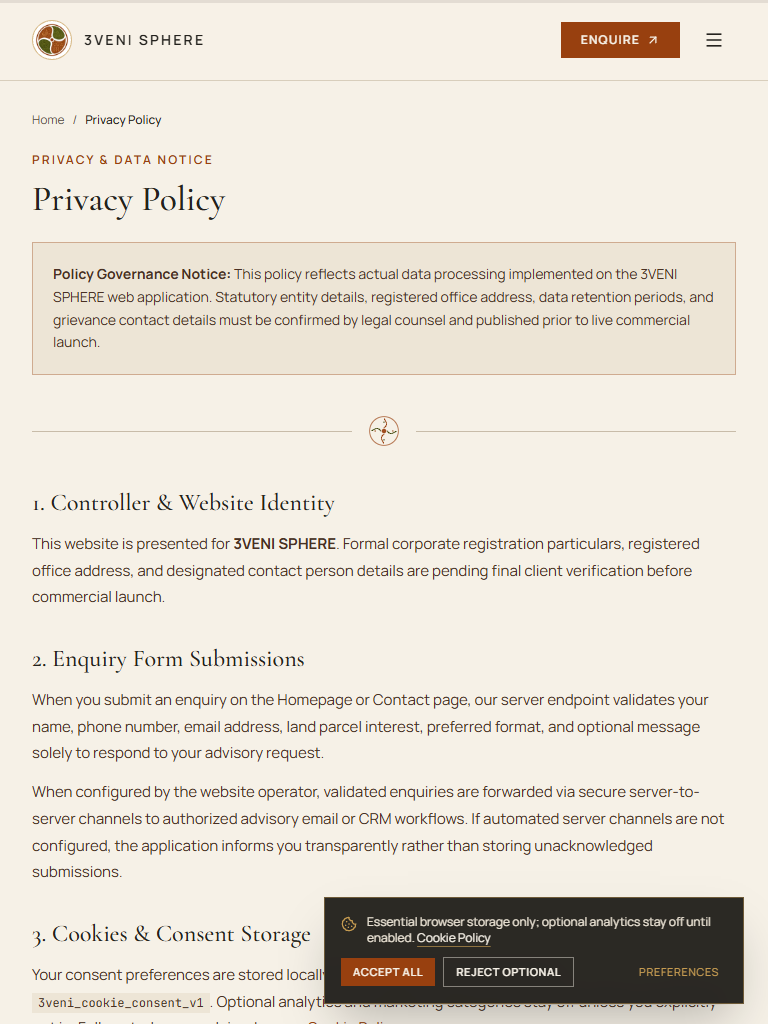 3VENI SPHERE
ENQUIRE
Home / Privacy Policy
PRIVACY & DATA NOTICE
Privacy Policy
Policy Governance Notice: This policy reflects actual data processing implemented on the 3VENI
SPHERE web application. Statutory entity details, registered office address, data retention periods, and
grievance contact details must be confirmed by legal counsel and published prior to live commercial
launch.
1. Controller & Website Identity
This website is presented for 3VENI SPHERE. Formal corporate registration particulars, registered
office address, and designated contact person details are pending final client verification before
commercial launch.
2. Enquiry Form Submissions
When you submit an enquiry on the Homepage or Contact page, our server endpoint validates your
name, phone number, email address, land parcel interest, preferred format, and optional message
solely to respond to your advisory request.
When configured by the website operator, validated enquiries are forwarded via secure server-to-
server channels to authorized advisory email or CRM workflows. If automated server channels are not
configured, the application informs you transparently rather than storing unacknowledged
submissions.
3. Cookies & Consent Storage
Your consent preferences are stored locally
3veni_cookie_consent_v1 . Optional analytics and marketing categories stay off unless you explicitly
Essential browser storage only; optional analytics stay off until
enabled. Cookie Policy
ACCEPT ALL
REJECT OPTIONAL
PREFERENCES